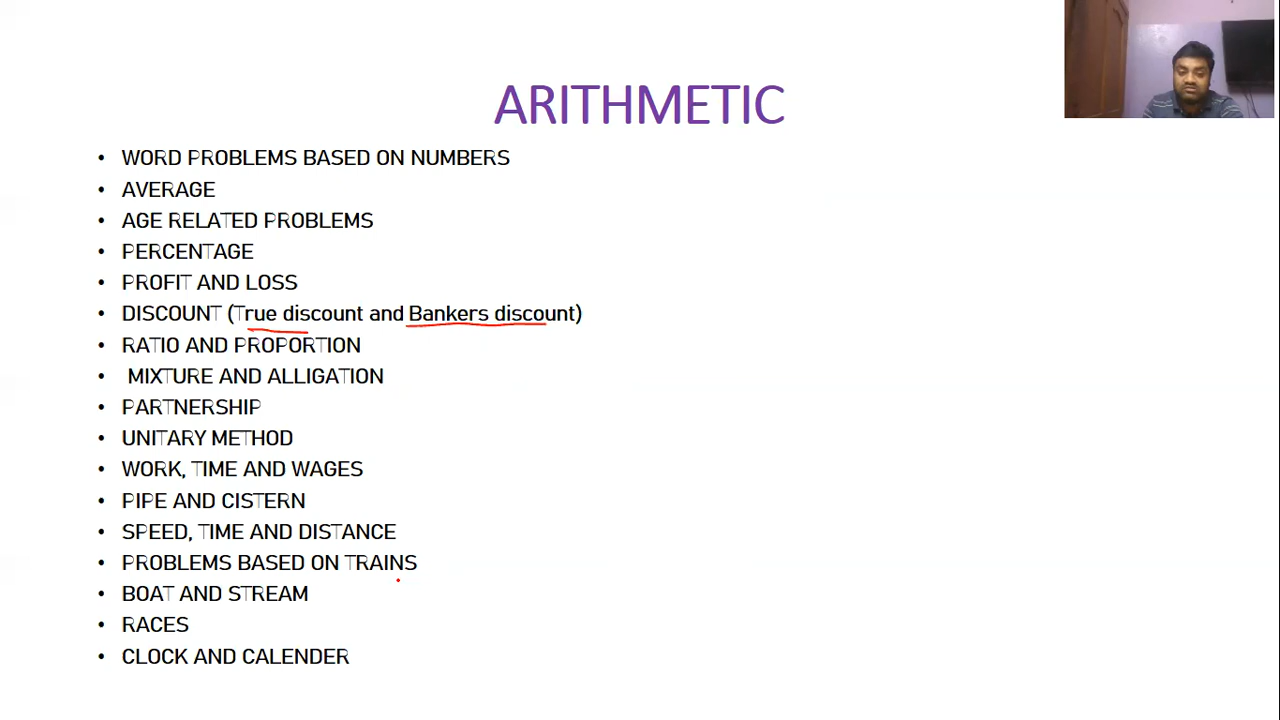 ARITHMETIC
• WORD PROBLEMS BASED ON NUMBERS
• AVERAGE
• AGE RELATED PROBLEMS
• PERCENTAGE
• PROFIT AND LOSS
• DISCOUNT (True discount and Bankers discount)
• RATIO AND PROPORTION
• MIXTURE AND ALLIGATION
• PARTNERSHIP
• UNITARY METHOD
• WORK, TIME AND WAGES
• PIPE AND CISTERN
• SPEED, TIME AND DISTANCE
• PROBLEMS BASED ON TRAINS
• BOAT AND STREAM
• RACES
• CLOCK AND CALENDER